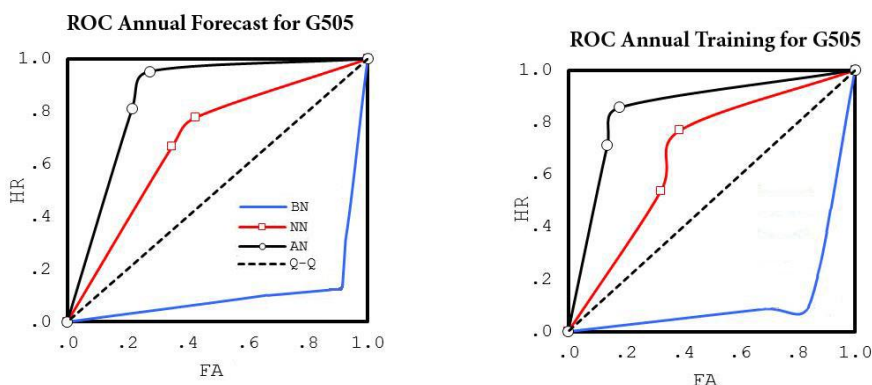 ROC Annual Forecast for G505
1.0
.8
.6
.4
.2
.0
HR
BN
NN
AN
Q-Q
.0 .2 .4 .6 .8 1.0
FA
ROC Annual Training for G505
1.0
.8
.6
.4
.2
.0
HR
.0 .2 .4 .6 .8 1.0
FA